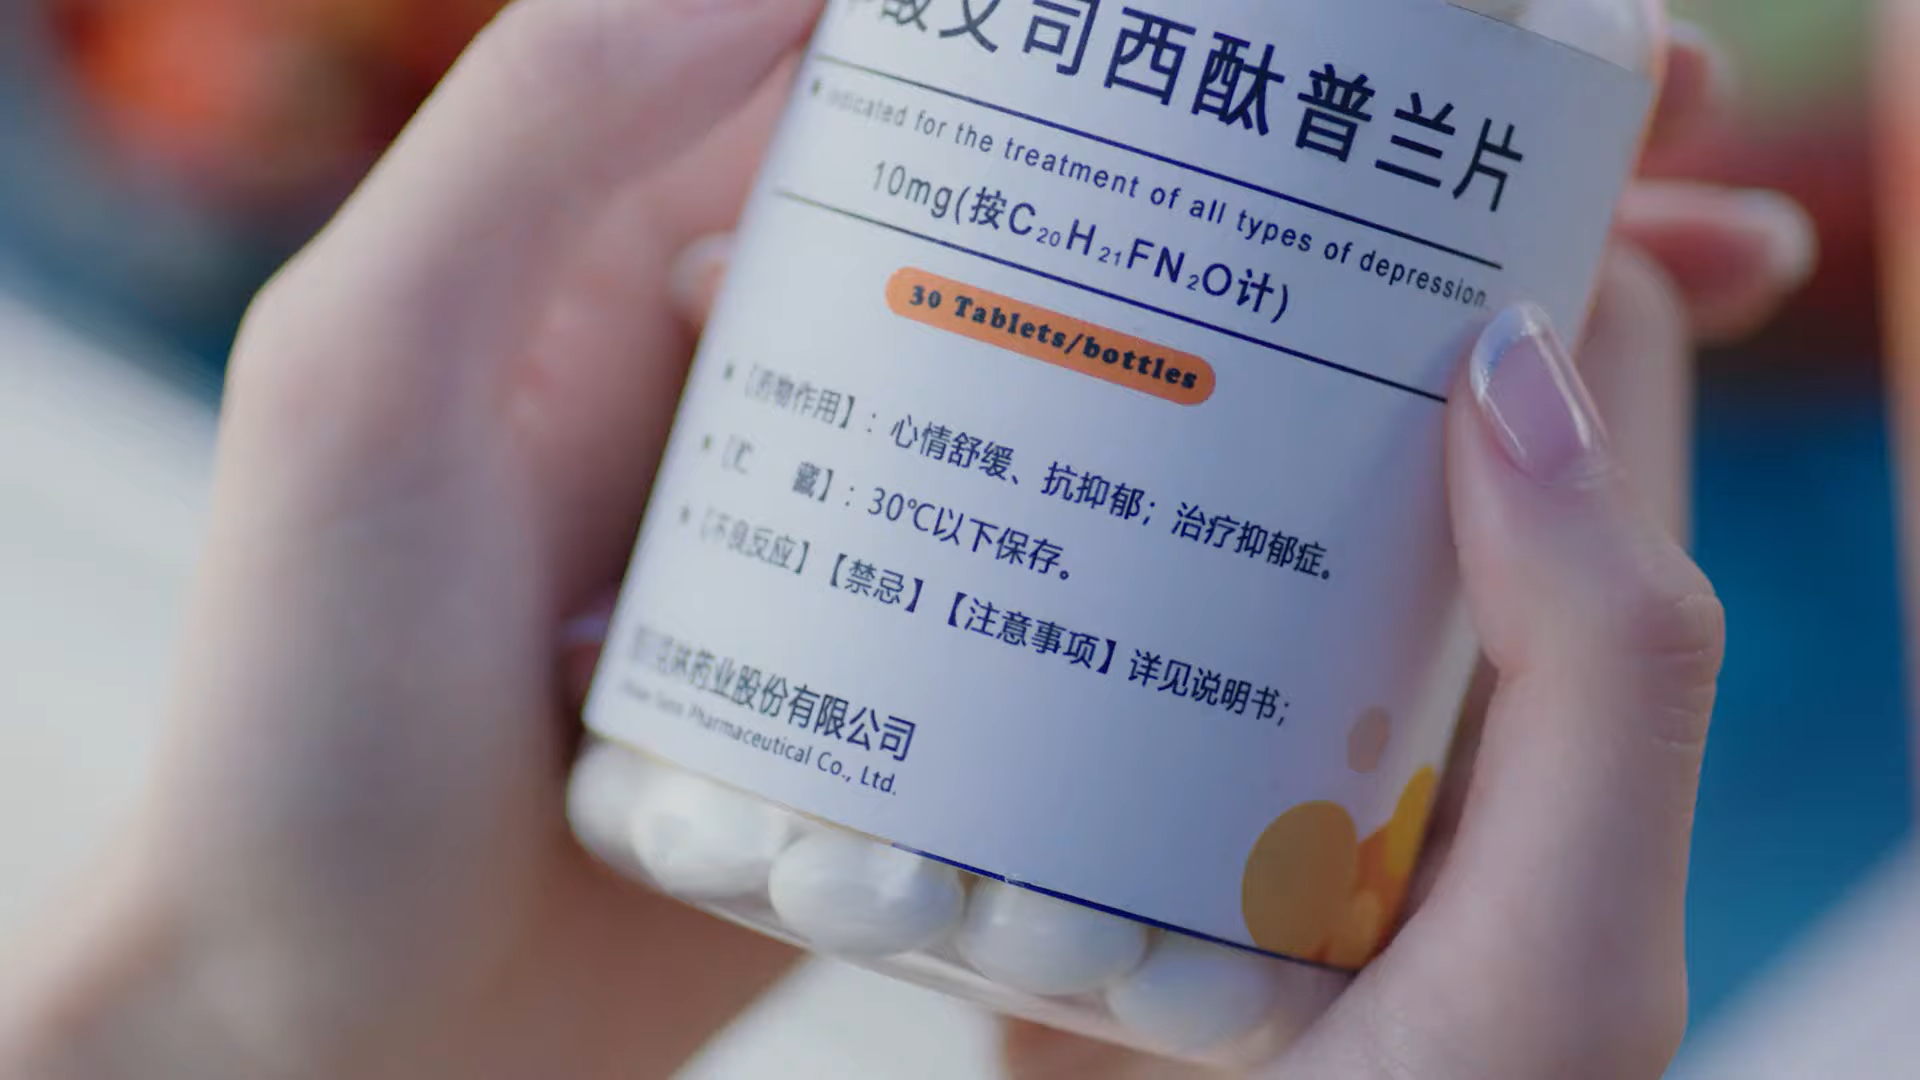 酸艾司西酞普兰片
* indicated for the treatment of all types of depression.
10mg(按C₂₀H₂₁FN₂O计)
30 Tablets/bottles
* 【药物作用】: 心情舒缓、抗抑郁; 治疗抑郁症。
* 【贮 藏】: 30℃以下保存。
* 【不良反应】【禁忌】【注意事项】详见说明书;
药业股份有限公司
Pharmaceutical Co., Ltd.